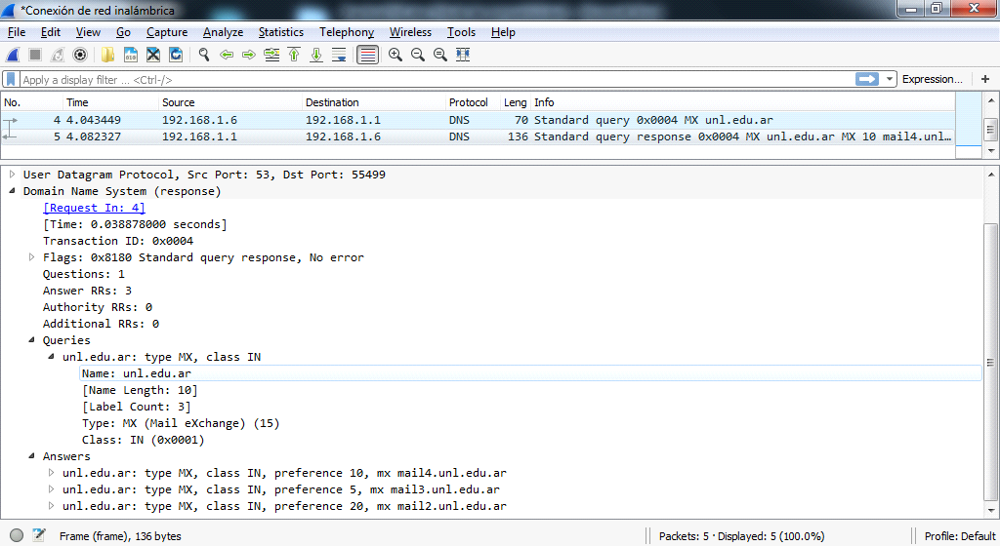 *Conexión de red inalámbrica
File Edit View Go Capture Analyze Statistics Telephony Wireless Tools Help
Apply a display filter ... <Ctrl-/> Expression... +
No. Time Source Destination Protocol Leng Info
4 4.043449 192.168.1.6 192.168.1.1 DNS 70 Standard query 0x0004 MX unl.edu.ar
5 4.082327 192.168.1.1 192.168.1.6 DNS 136 Standard query response 0x0004 MX unl.edu.ar MX 10 mail4.unl…
User Datagram Protocol, Src Port: 53, Dst Port: 55499
Domain Name System (response)
[Request In: 4]
[Time: 0.038878000 seconds]
Transaction ID: 0x0004
Flags: 0x8180 Standard query response, No error
Questions: 1
Answer RRs: 3
Authority RRs: 0
Additional RRs: 0
Queries
unl.edu.ar: type MX, class IN
Name: unl.edu.ar
[Name Length: 10]
[Label Count: 3]
Type: MX (Mail eXchange) (15)
Class: IN (0x0001)
Answers
unl.edu.ar: type MX, class IN, preference 10, mx mail4.unl.edu.ar
unl.edu.ar: type MX, class IN, preference 5, mx mail3.unl.edu.ar
unl.edu.ar: type MX, class IN, preference 20, mx mail2.unl.edu.ar
Frame (frame), 136 bytes Packets: 5 · Displayed: 5 (100.0%) Profile: Default